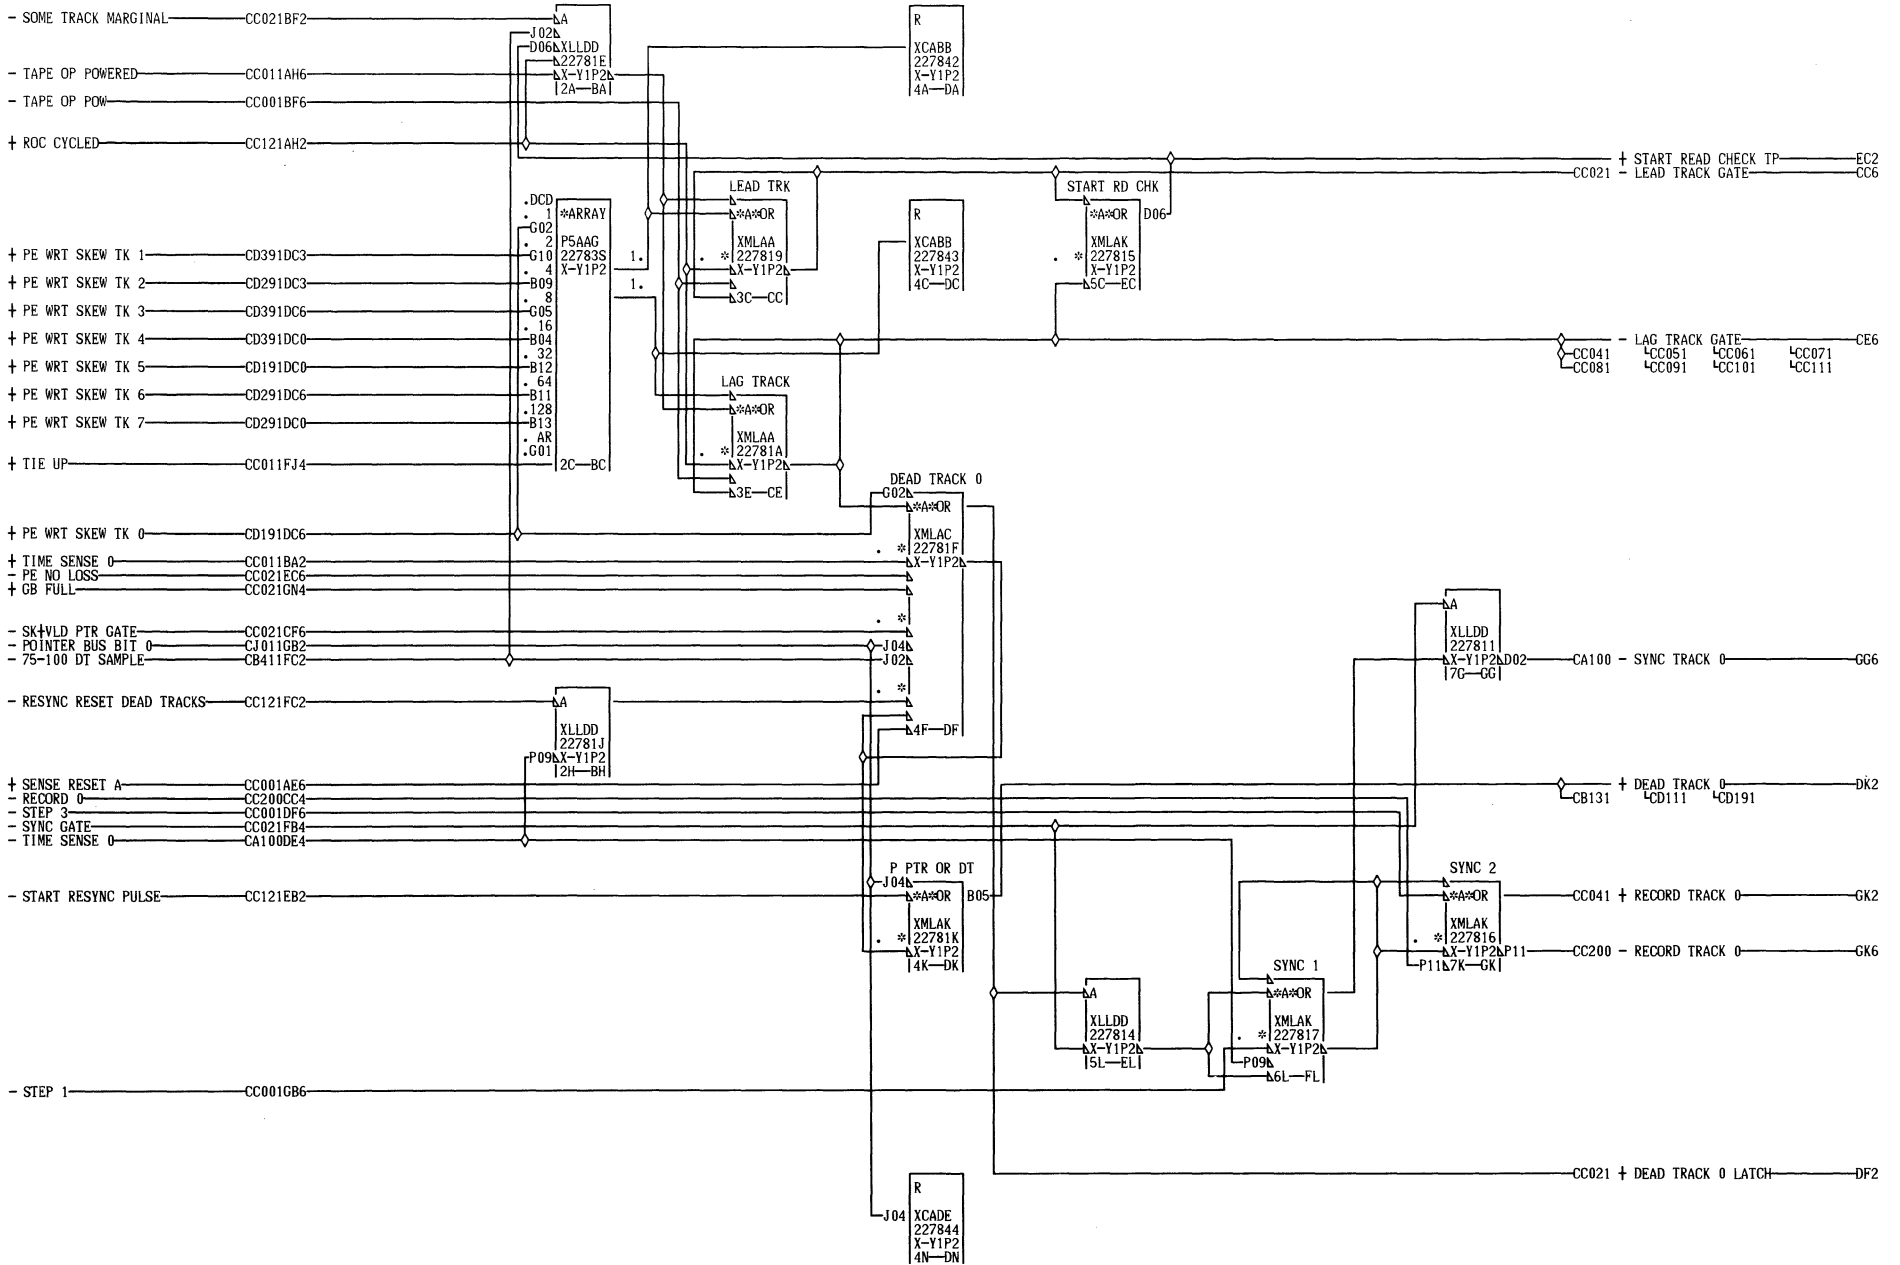 - SOME TRACK MARGINAL CC021BF2
- TAPE OP POWERED CC011AH6
- TAPE OP POW CC001BF6
+ ROC CYCLED CC121AH2
+ PE WRT SKEW TK 1 CD391DC3
+ PE WRT SKEW TK 2 CD291DC3
+ PE WRT SKEW TK 3 CD391DC6
+ PE WRT SKEW TK 4 CD391DC0
+ PE WRT SKEW TK 5 CD191DC0
+ PE WRT SKEW TK 6 CD291DC6
+ PE WRT SKEW TK 7 CD291DC0
+ TIE UP CC011FJ4
+ PE WRT SKEW TK 0 CD191DC6
+ TIME SENSE 0 CC011BA2
- PE NO LOSS CC021EC6
+ GB FULL CC021GN4
- SK+VLD PTR GATE CC021CF6
- POINTER BUS BIT 0 CJ011GB2
- 75-100 DT SAMPLE CB411FC2
- RESYNC RESET DEAD TRACKS CC121FC2
+ SENSE RESET A CC001AE6
- RECORD 0 CC200CC4
- STEP 3 CC001DF6
- SYNC GATE CC021FB4
- TIME SENSE 0 CA100DE4
- START RESYNC PULSE CC121EB2
- STEP 1 CC001GB6
A
J02
D06 XLLDD
22781E
X-Y1P2
2A-BA
.DCD
. 1 *ARRAY
G02
. 2 P5AAG
G10 22783S 1.
. 4 X-Y1P2
B09 1.
. 8
G05
. 16
B04
. 32
B12
. 64
B11
.128
B13
. AR
.G01
2C-BC
A
XLLDD
22781J
P09 X-Y1P2
2H-BH
LEAD TRK
*A*OR
XMLAA
. * 227819
X-Y1P2
3C-CC
LAG TRACK
*A*OR
XMLAA
. * 22781A
X-Y1P2
3E-CE
R
XCABB
227842
X-Y1P2
4A-DA
R
XCABB
227843
X-Y1P2
4C-DC
DEAD TRACK 0
G02
*A*OR
XMLAC
. * 22781F
X-Y1P2
. *
J04
J02
. *
4F-DF
P PTR OR DT
J04
*A*OR B05
XMLAK
. * 22781K
X-Y1P2
4K-DK
R
J04 XCADE
227844
X-Y1P2
4N-DN
START RD CHK
*A*OR D06
XMLAK
. * 227815
X-Y1P2
5C-EC
A
XLLDD
227814
X-Y1P2
5L-EL
SYNC 1
*A*OR
XMLAK
. * 227817
X-Y1P2
P09
6L-FL
A
XLLDD
227811
X-Y1P2 D02
7G-GG
SYNC 2
*A*OR
XMLAK
. * 227816
X-Y1P2 P11
P11 7K-GK
+ START READ CHECK TP EC2
CC021 - LEAD TRACK GATE CC6
- LAG TRACK GATE CE6
CC041 CC051 CC061 CC071
CC081 CC091 CC101 CC111
CA100 - SYNC TRACK 0 GG6
+ DEAD TRACK 0 DK2
CB131 CD111 CD191
CC041 + RECORD TRACK 0 GK2
CC200 - RECORD TRACK 0 GK6
CC021 + DEAD TRACK 0 LATCH DF2